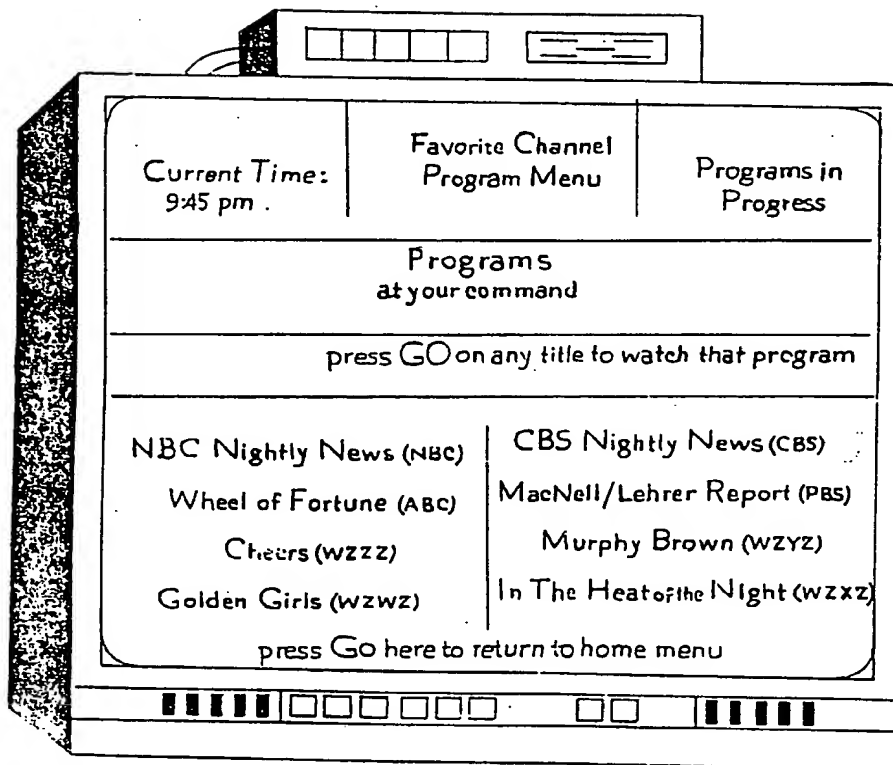 Current Time:
9:45 pm .
Favorite Channel
Program Menu
Programs in
Progress
Programs
at your command
press GO on any title to watch that program
NBC Nightly News (NBC)
Wheel of Fortune (ABC)
Cheers (WZZZ)
Golden Girls (WZWZ)
CBS Nightly News (CBS)
MacNell/Lehrer Report (PBS)
Murphy Brown (WZYZ)
In The Heat of the Night (WZXZ)
press Go here to return to home menu